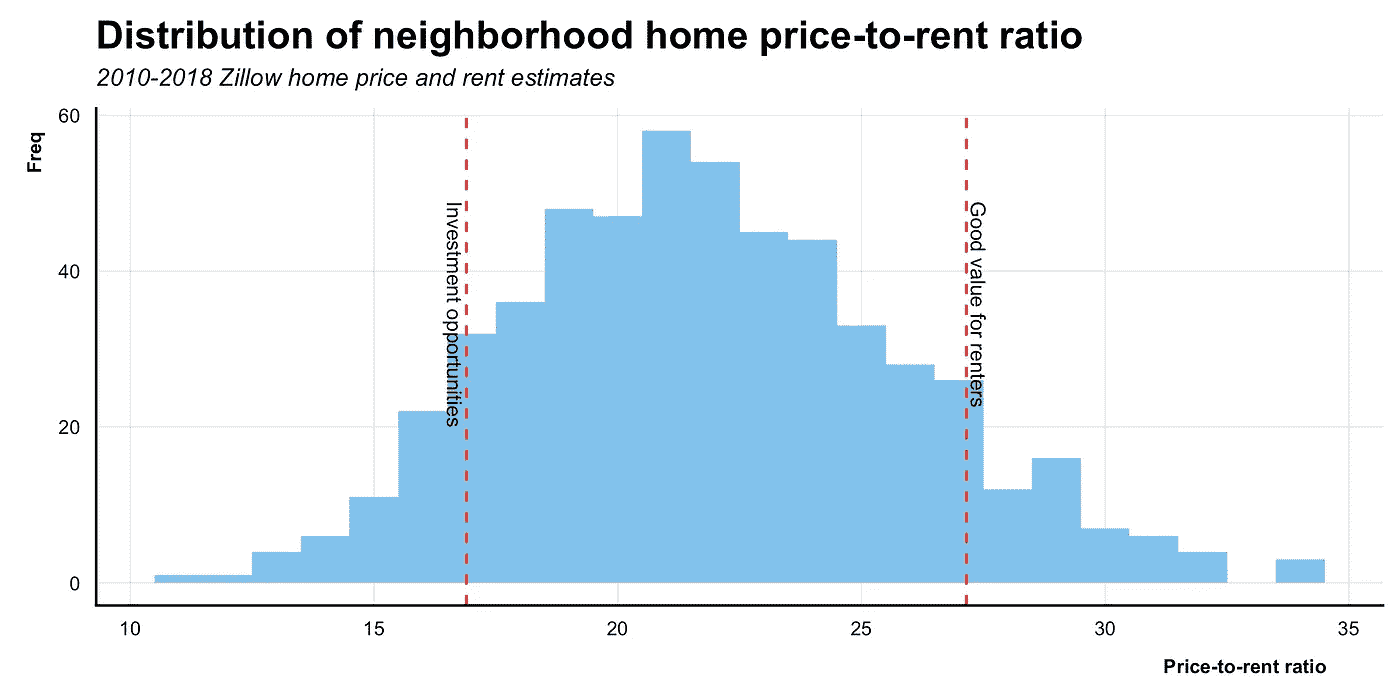 Distribution of neighborhood home price-to-rent ratio
2010-2018 Zillow home price and rent estimates
Freq
60
40
20
0
Investment opportunities
Good value for renters
10 15 20 25 30 35
Price-to-rent ratio